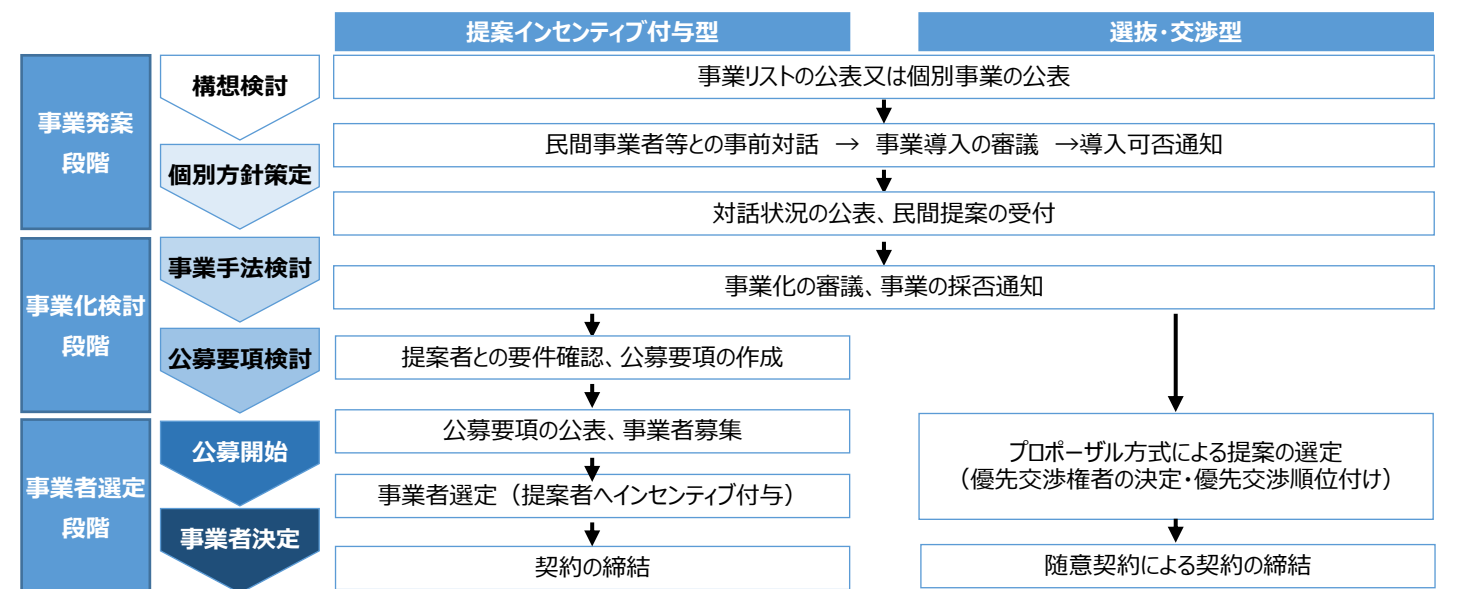 提案インセンティブ付与型
選抜・交渉型
事業発案
段階
構想検討
個別方針策定
事業リストの公表又は個別事業の公表
民間事業者等との事前対話 → 事業導入の審議 →導入可否通知
対話状況の公表、民間提案の受付
事業化検討
段階
事業手法検討
公募要項検討
事業化の審議、事業の採否通知
提案者との要件確認、公募要項の作成
事業者選定
段階
公募開始
事業者決定
公募要項の公表、事業者募集
事業者選定（提案者へインセンティブ付与）
契約の締結
プロポーザル方式による提案の選定
（優先交渉権者の決定・優先交渉順位付け）
随意契約による契約の締結